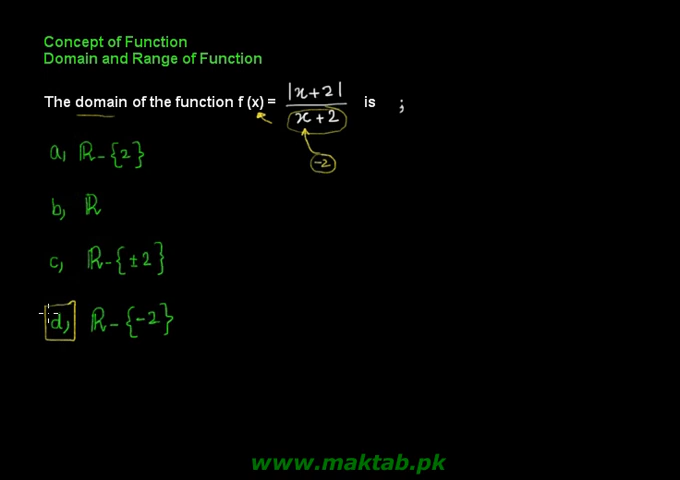 Concept of Function
Domain and Range of Function
The domain of the function f (x) = |x+2| / x+2 is ;
-2
a, ℝ-{2}
b, ℝ
c, ℝ-{±2}
d, ℝ-{-2}
www.maktab.pk